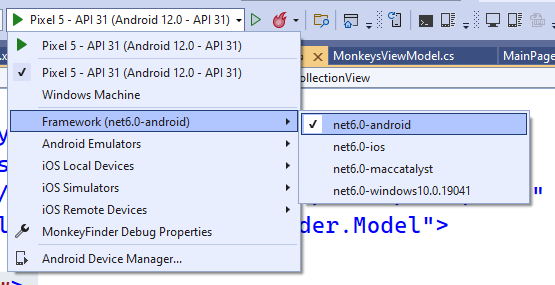 Pixel 5 - API 31 (Android 12.0 - API 31)
MonkeysViewModel.cs
MainPage
Pixel 5 - API 31 (Android 12.0 - API 31)
ollectionView
Pixel 5 - API 31 (Android 12.0 - API 31)
Windows Machine
Framework (net6.0-android)
net6.0-android
Android Emulators
net6.0-ios
iOS Local Devices
net6.0-maccatalyst
iOS Simulators
net6.0-windows10.0.19041
"
iOS Remote Devices
der.Model">
MonkeyFinder Debug Properties
Android Device Manager...
">